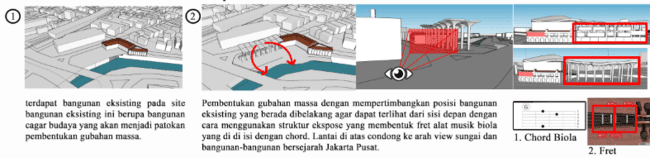 1
terdapat bangunan eksisting pada site
bangunan eksisting ini berupa bangunan
cagar budaya yang akan menjadi patokan
pembentukan gubahan massa.
2
Pembentukan gubahan massa dengan mempertimbangkan posisi bangunan
eksisting yang berada dibelakang agar dapat terlihat dari sisi depan dengan
cara menggunakan struktur ekspose yang membentuk fret alat musik biola
yang di di isi dengan chord. Lantai di atas condong ke arah view sungai dan
bangunan-bangunan bersejarah Jakarta Pusat.
1. Chord Biola
2. Fret